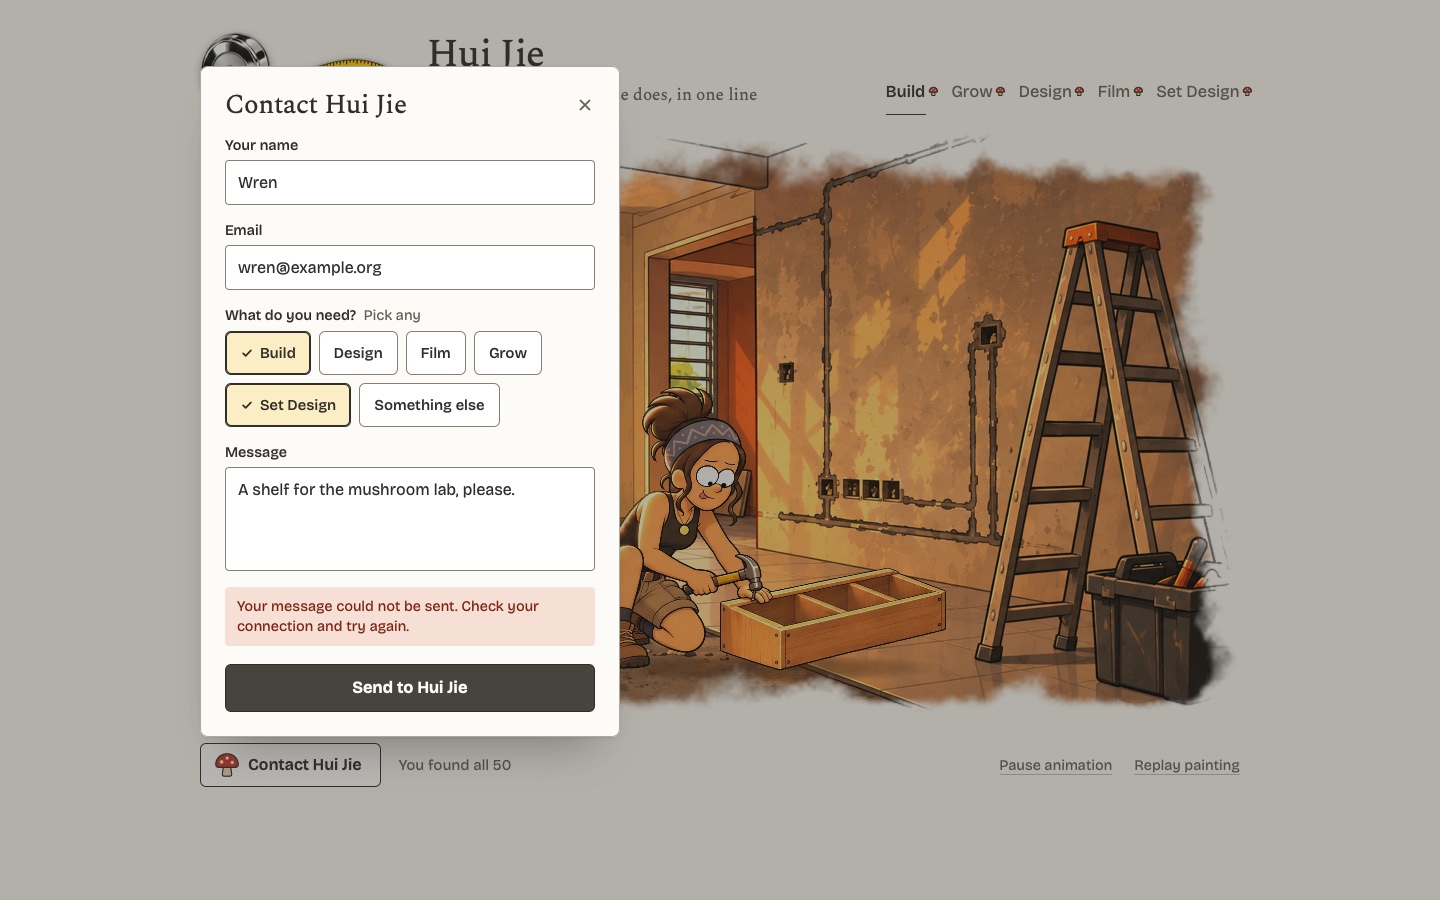 Hui Jie
e does, in one line
Build Grow Design Film Set Design
Contact Hui Jie
Your name
Wren
Email
wren@example.org
What do you need? Pick any
Build Design Film Grow
Set Design Something else
Message
A shelf for the mushroom lab, please.
Your message could not be sent. Check your
connection and try again.
Send to Hui Jie
Contact Hui Jie You found all 50 Pause animation Replay painting